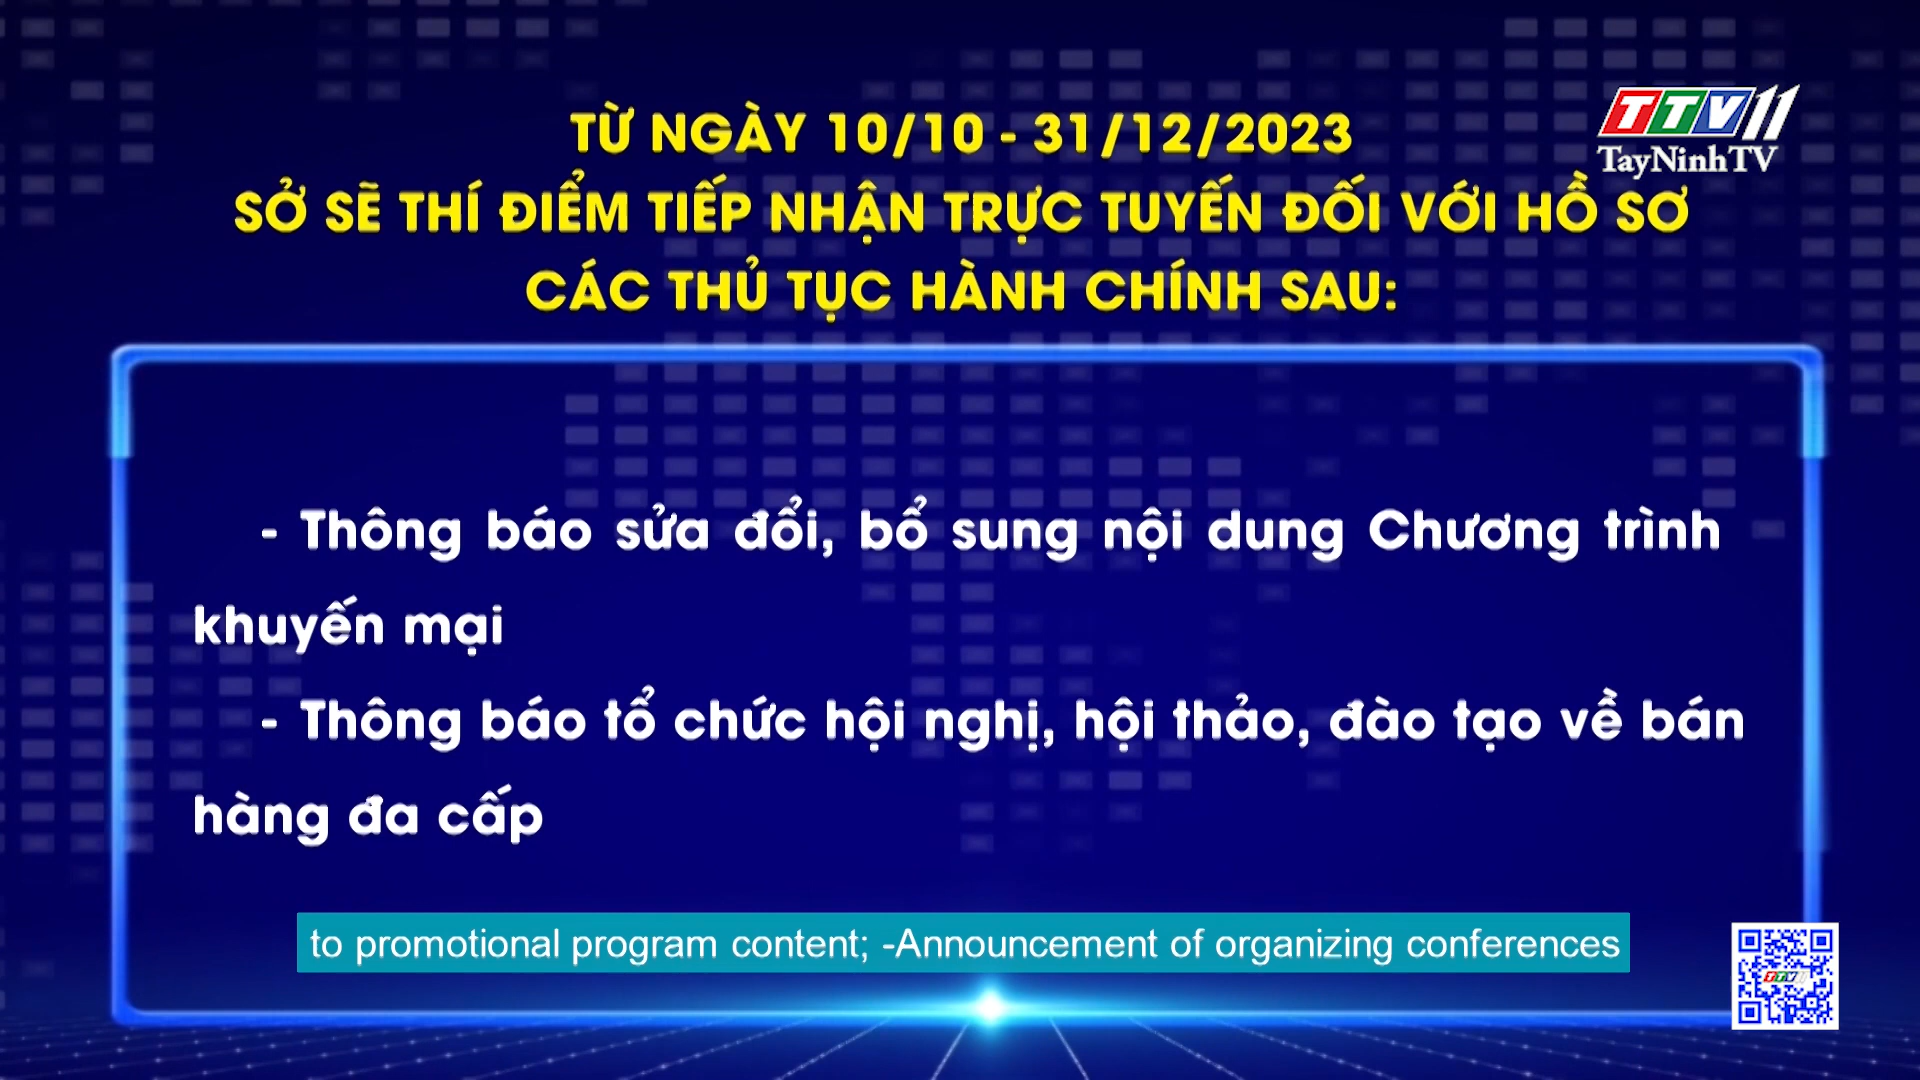 TTV11
TayNinhTV
TỪ NGÀY 10/10 - 31/12/2023
SỞ SẼ THÍ ĐIỂM TIẾP NHẬN TRỰC TUYẾN ĐỐI VỚI HỒ SƠ
CÁC THỦ TỤC HÀNH CHÍNH SAU:
- Thông báo sửa đổi, bổ sung nội dung Chương trình
khuyến mại
- Thông báo tổ chức hội nghị, hội thảo, đào tạo về bán
hàng đa cấp
to promotional program content; -Announcement of organizing conferences
TTV11